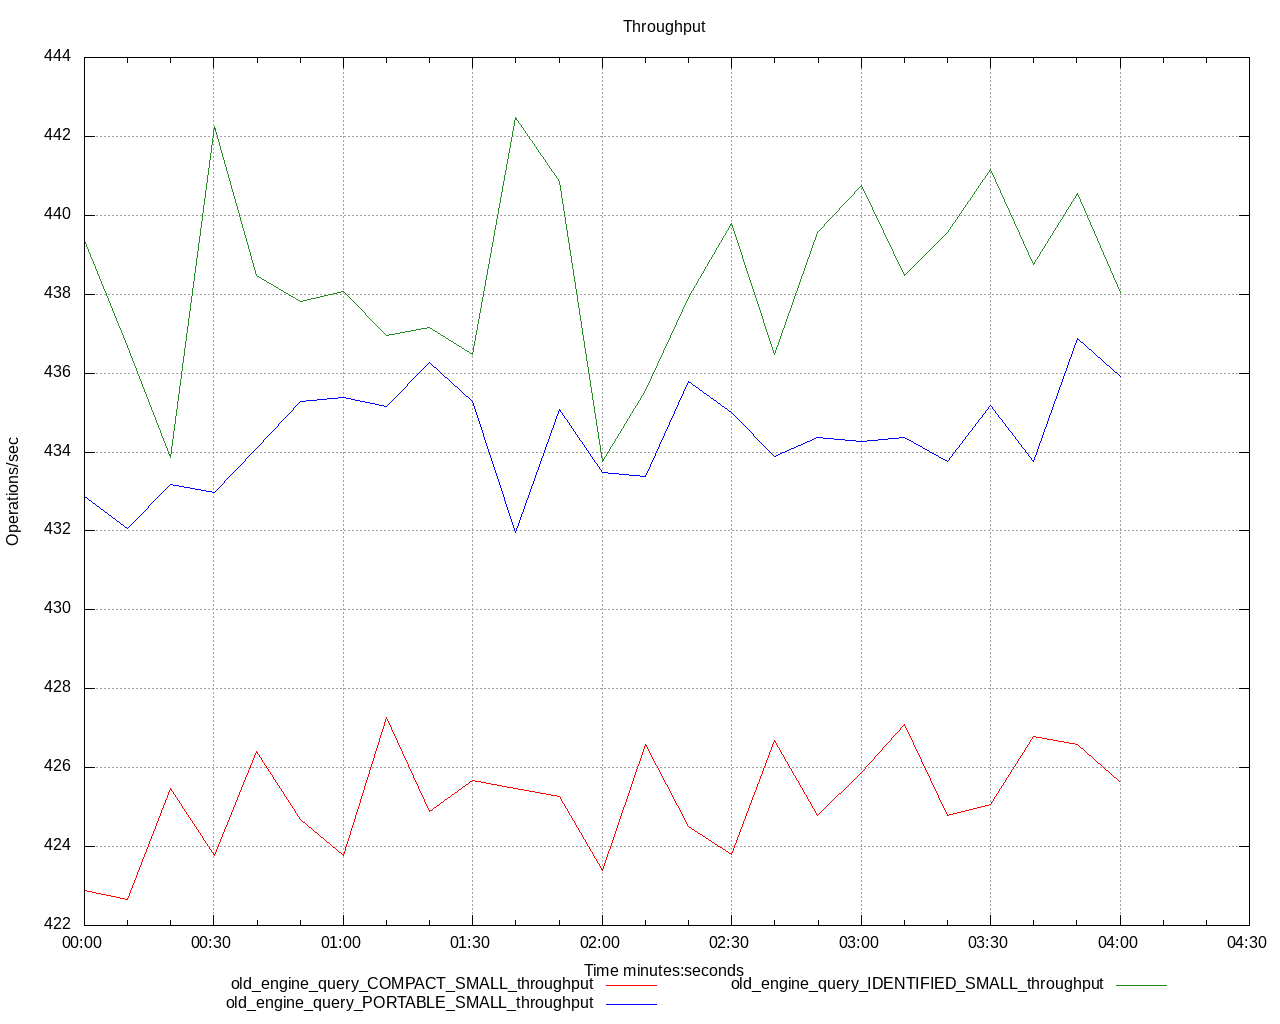 Throughput
444
442
440
438
436
434
432
430
428
426
424
422
Operations/sec
00:00 00:30 01:00 01:30 02:00 02:30 03:00 03:30 04:00 04:30
Time minutes:seconds
old_engine_query_COMPACT_SMALL_throughput old_engine_query_IDENTIFIED_SMALL_throughput
old_engine_query_PORTABLE_SMALL_throughput